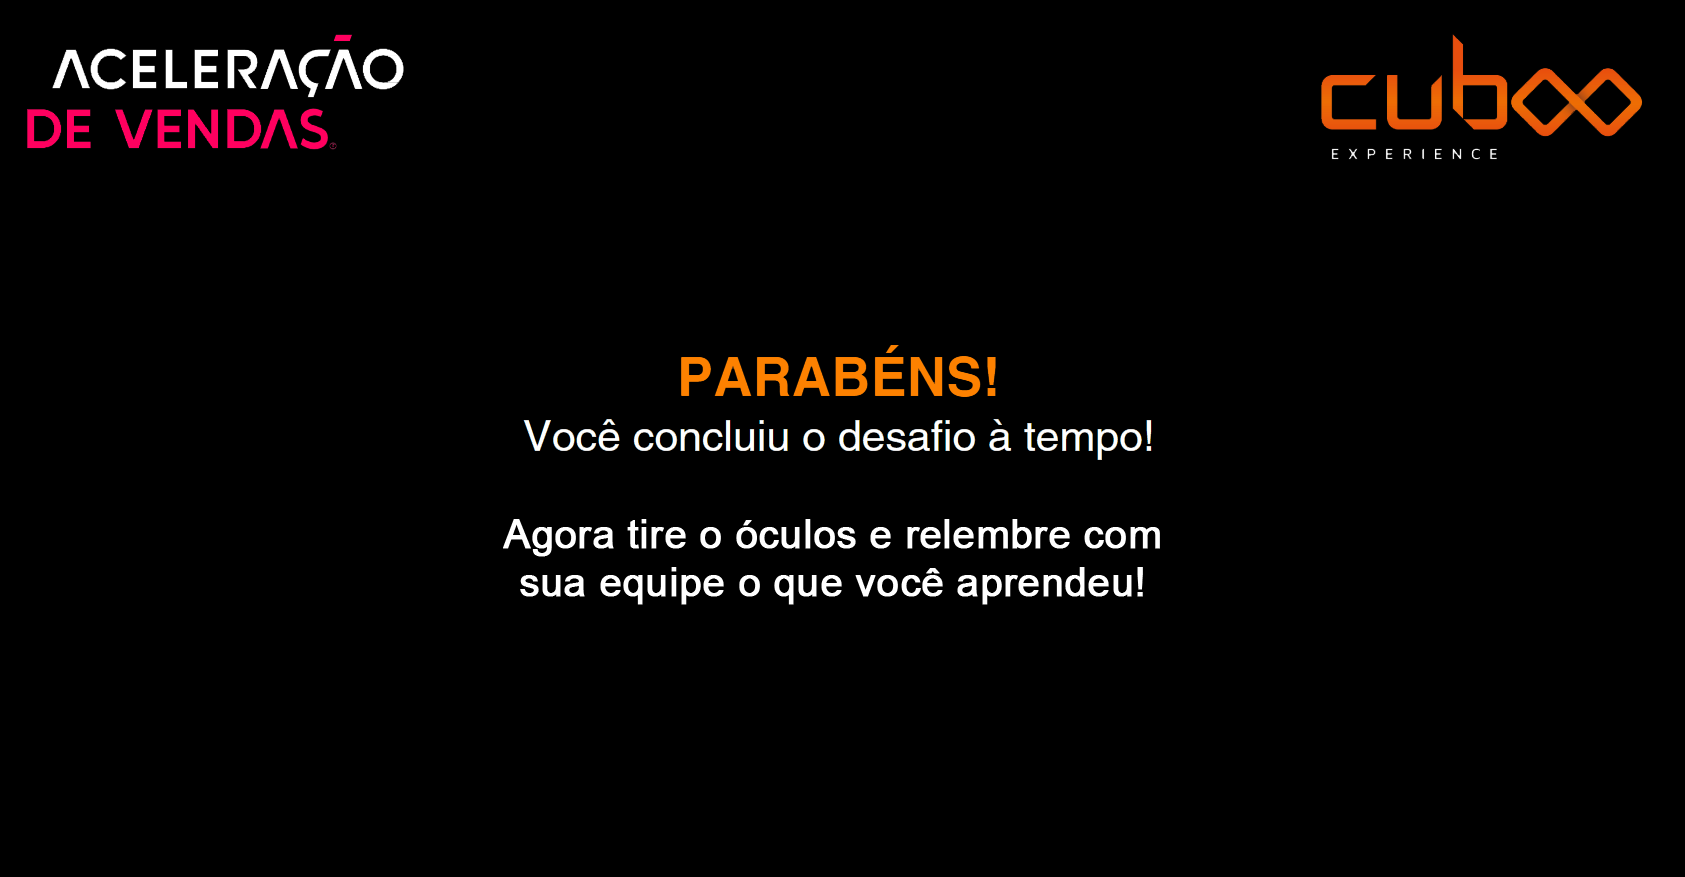 ACELERAÇÃO
DE VENDAS
cuboo
EXPERIENCE
PARABÉNS!
Você concluiu o desafio à tempo!
Agora tire o óculos e relembre com
sua equipe o que você aprendeu!